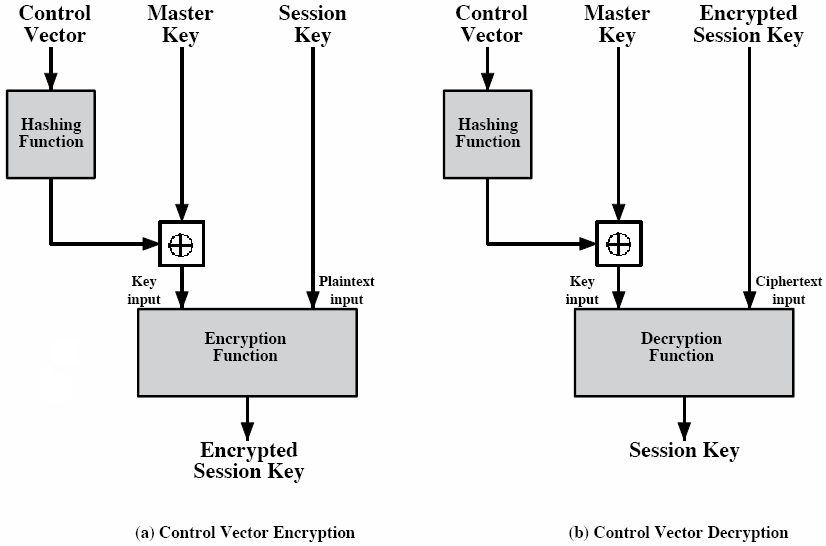 Control
Vector
Master
Key
Session
Key
Hashing
Function
Key
input
Plaintext
input
Encryption
Function
Encrypted
Session Key
(a) Control Vector Encryption
Control
Vector
Master
Key
Encrypted
Session Key
Hashing
Function
Key
input
Ciphertext
input
Decryption
Function
Session Key
(b) Control Vector Decryption